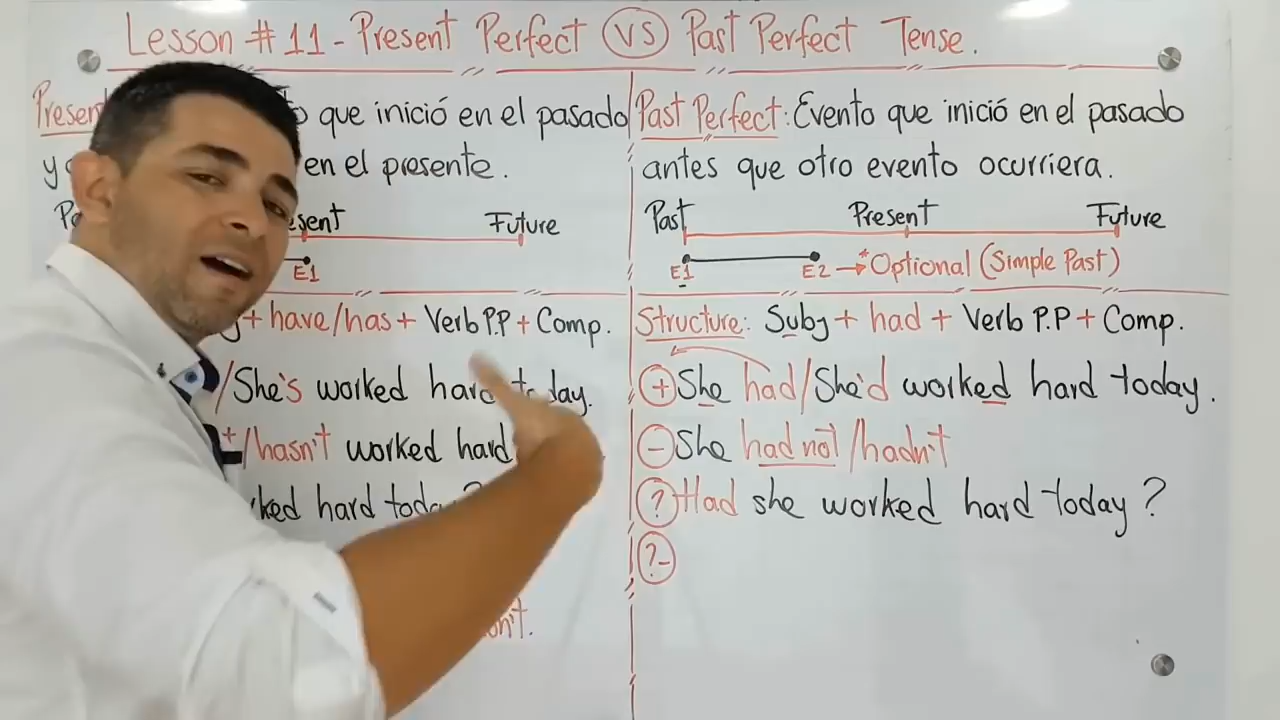 Lesson # 11 - Present Perfect VS Past Perfect Tense.
Present que inició en el pasado
y en el presente.
Present Future
E1
+ have/has + Verb P.P + Comp.
/She's worked hard today.
/hasn't worked hard
worked hard today?
Past Perfect: Evento que inició en el pasado
antes que otro evento ocurriera.
Past Present Future
E1 E2 → *Optional (Simple Past)
Structure: Subj + had + Verb P.P + Comp.
(+) She had/She'd worked hard today.
(-) She had not/hadn't
(?) Had she worked hard today?
(?-)